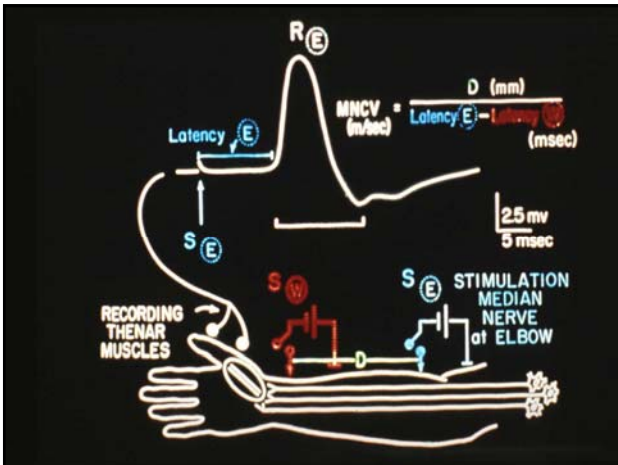 R E
D (mm)
MNCV (m/sec) =
Latency E - Latency W
(msec)
Latency E
S E
2.5 mv
5 msec
S W
S E
STIMULATION
MEDIAN
NERVE
at ELBOW
RECORDING
THENAR
MUSCLES
D